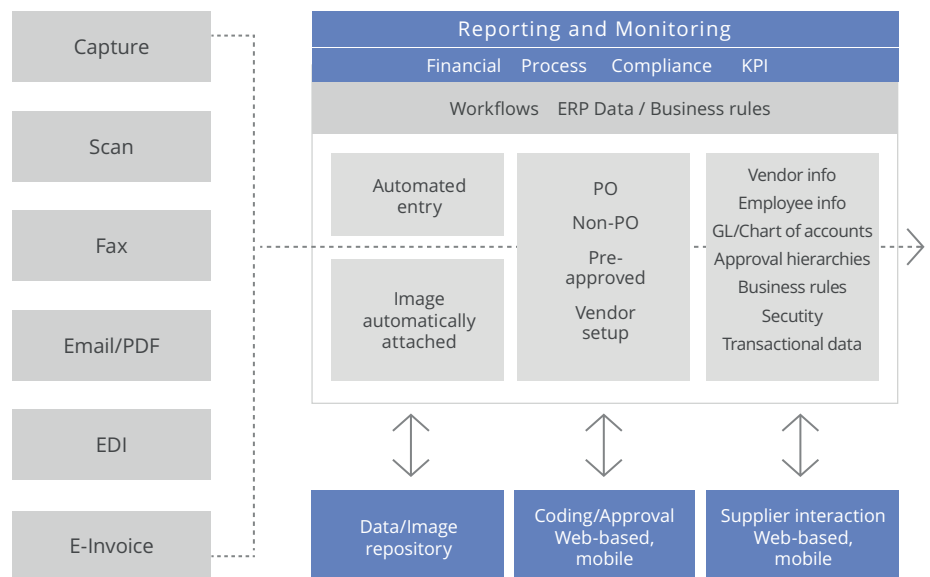 Capture
Scan
Fax
Email/PDF
EDI
E-Invoice
Reporting and Monitoring
Financial Process Compliance KPI
Workflows ERP Data / Business rules
Automated
entry
Image
automatically
attached
PO
Non-PO
Pre-
approved
Vendor
setup
Vendor info
Employee info
GL/Chart of accounts
Approval hierarchies
Business rules
Secutity
Transactional data
Data/Image
repository
Coding/Approval
Web-based,
mobile
Supplier interaction
Web-based,
mobile